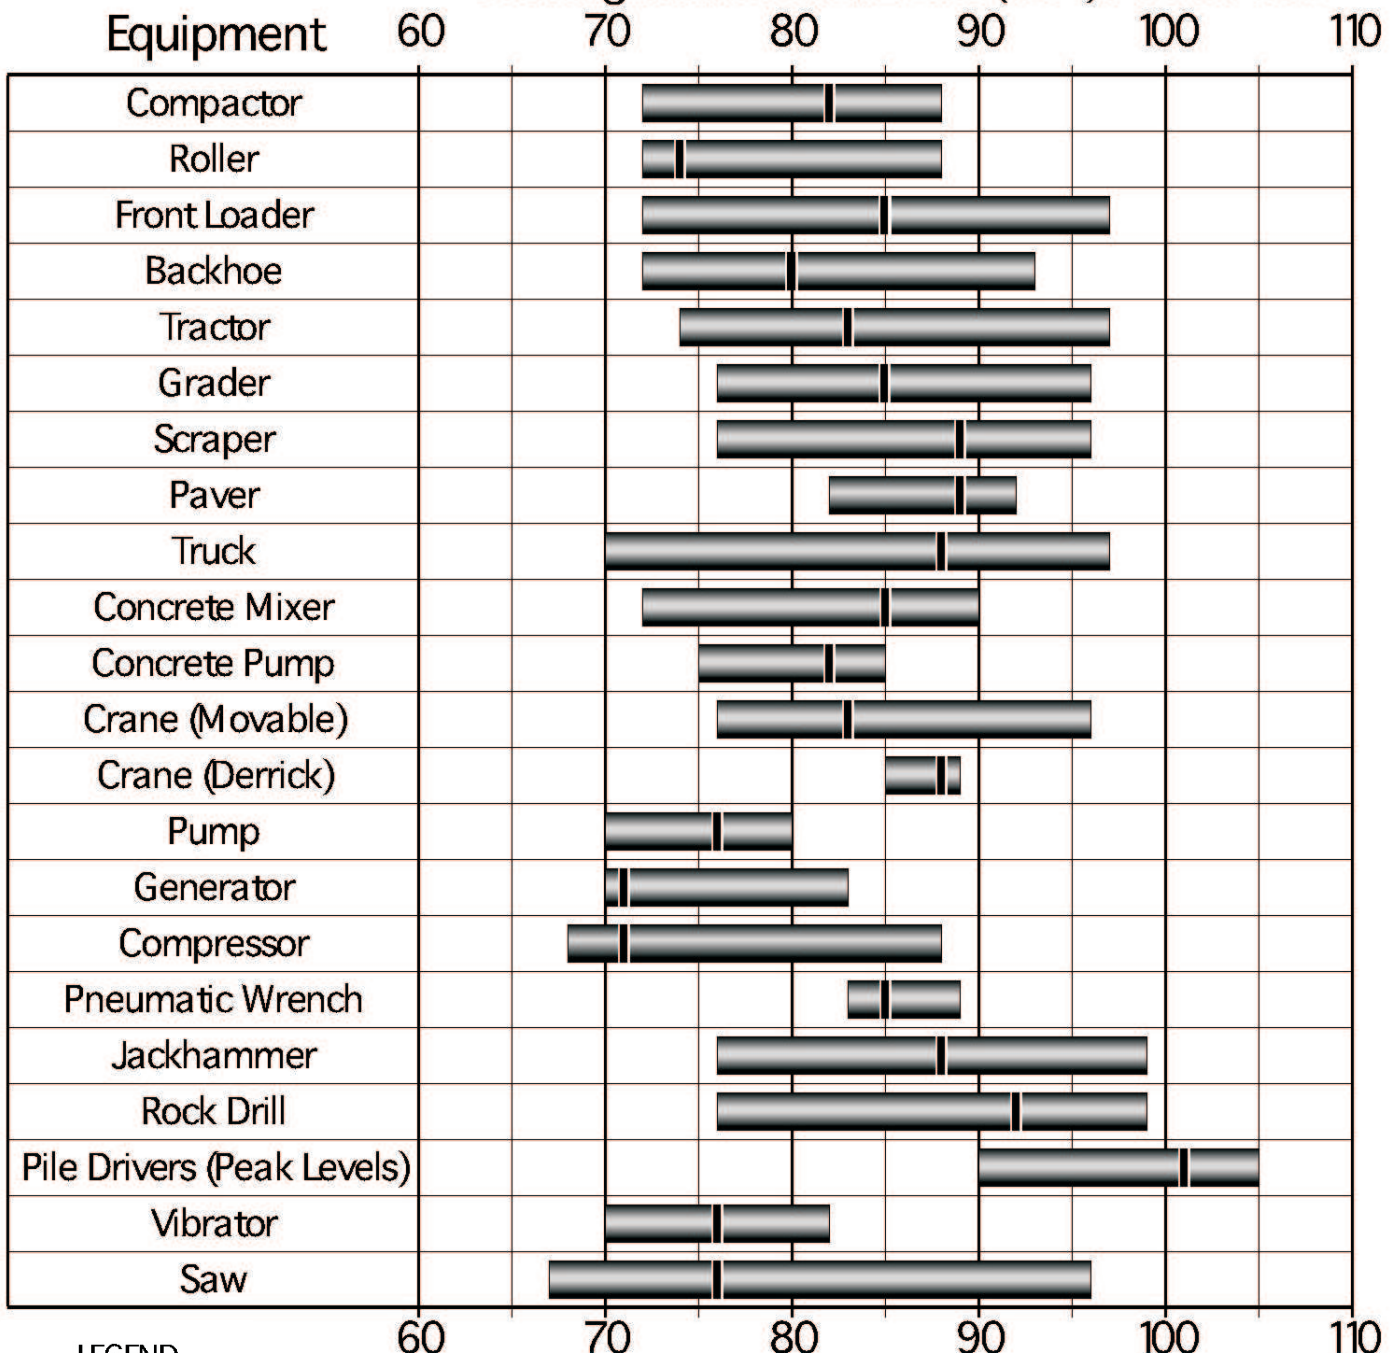 Equipment 60 70 80 90 100 110
Compactor
Roller
Front Loader
Backhoe
Tractor
Grader
Scraper
Paver
Truck
Concrete Mixer
Concrete Pump
Crane (Movable)
Crane (Derrick)
Pump
Generator
Compressor
Pneumatic Wrench
Jackhammer
Rock Drill
Pile Drivers (Peak Levels)
Vibrator
Saw
60 70 80 90 100 110
LEGEND